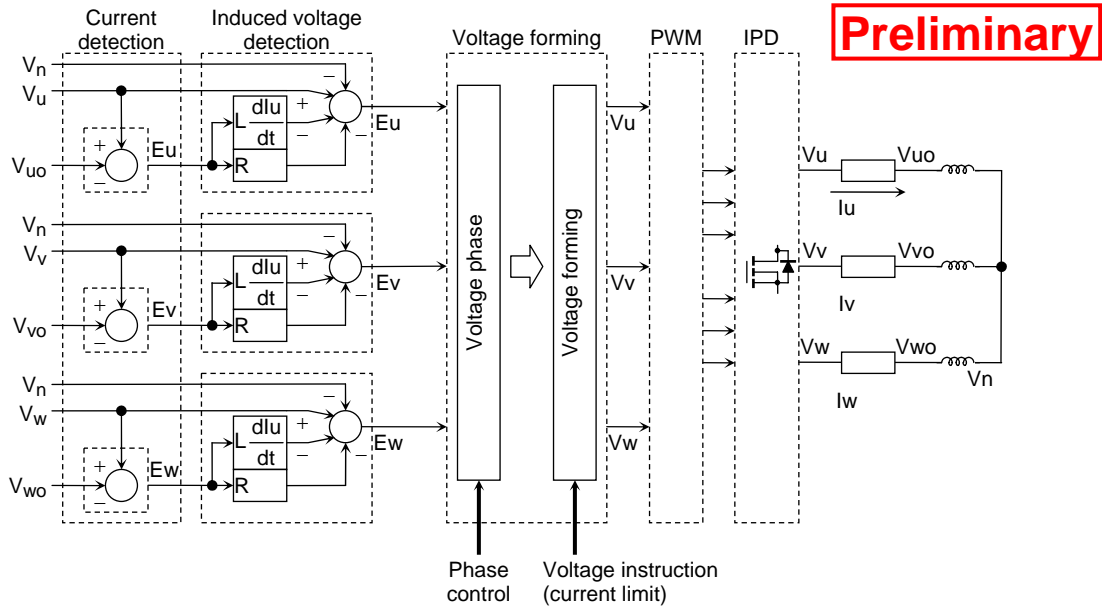 Current
detection
Induced voltage
detection
Voltage forming
PWM
IPD
Preliminary
Vn
Vu
+
−
Vuo
Eu
L
dIu
dt
R
−
+
−
−
Eu
Vn
Vv
+
−
Vvo
Ev
L
dIu
dt
R
−
+
−
−
Ev
Vn
Vw
+
−
Vwo
Ew
L
dIu
dt
R
−
+
−
−
Ew
Voltage phase
Voltage forming
Vu
Vv
Vw
Vu
Vuo
Iu
Vv
Vvo
Iv
Vw
Vwo
Vn
Iw
Phase
control
Voltage instruction
(current limit)